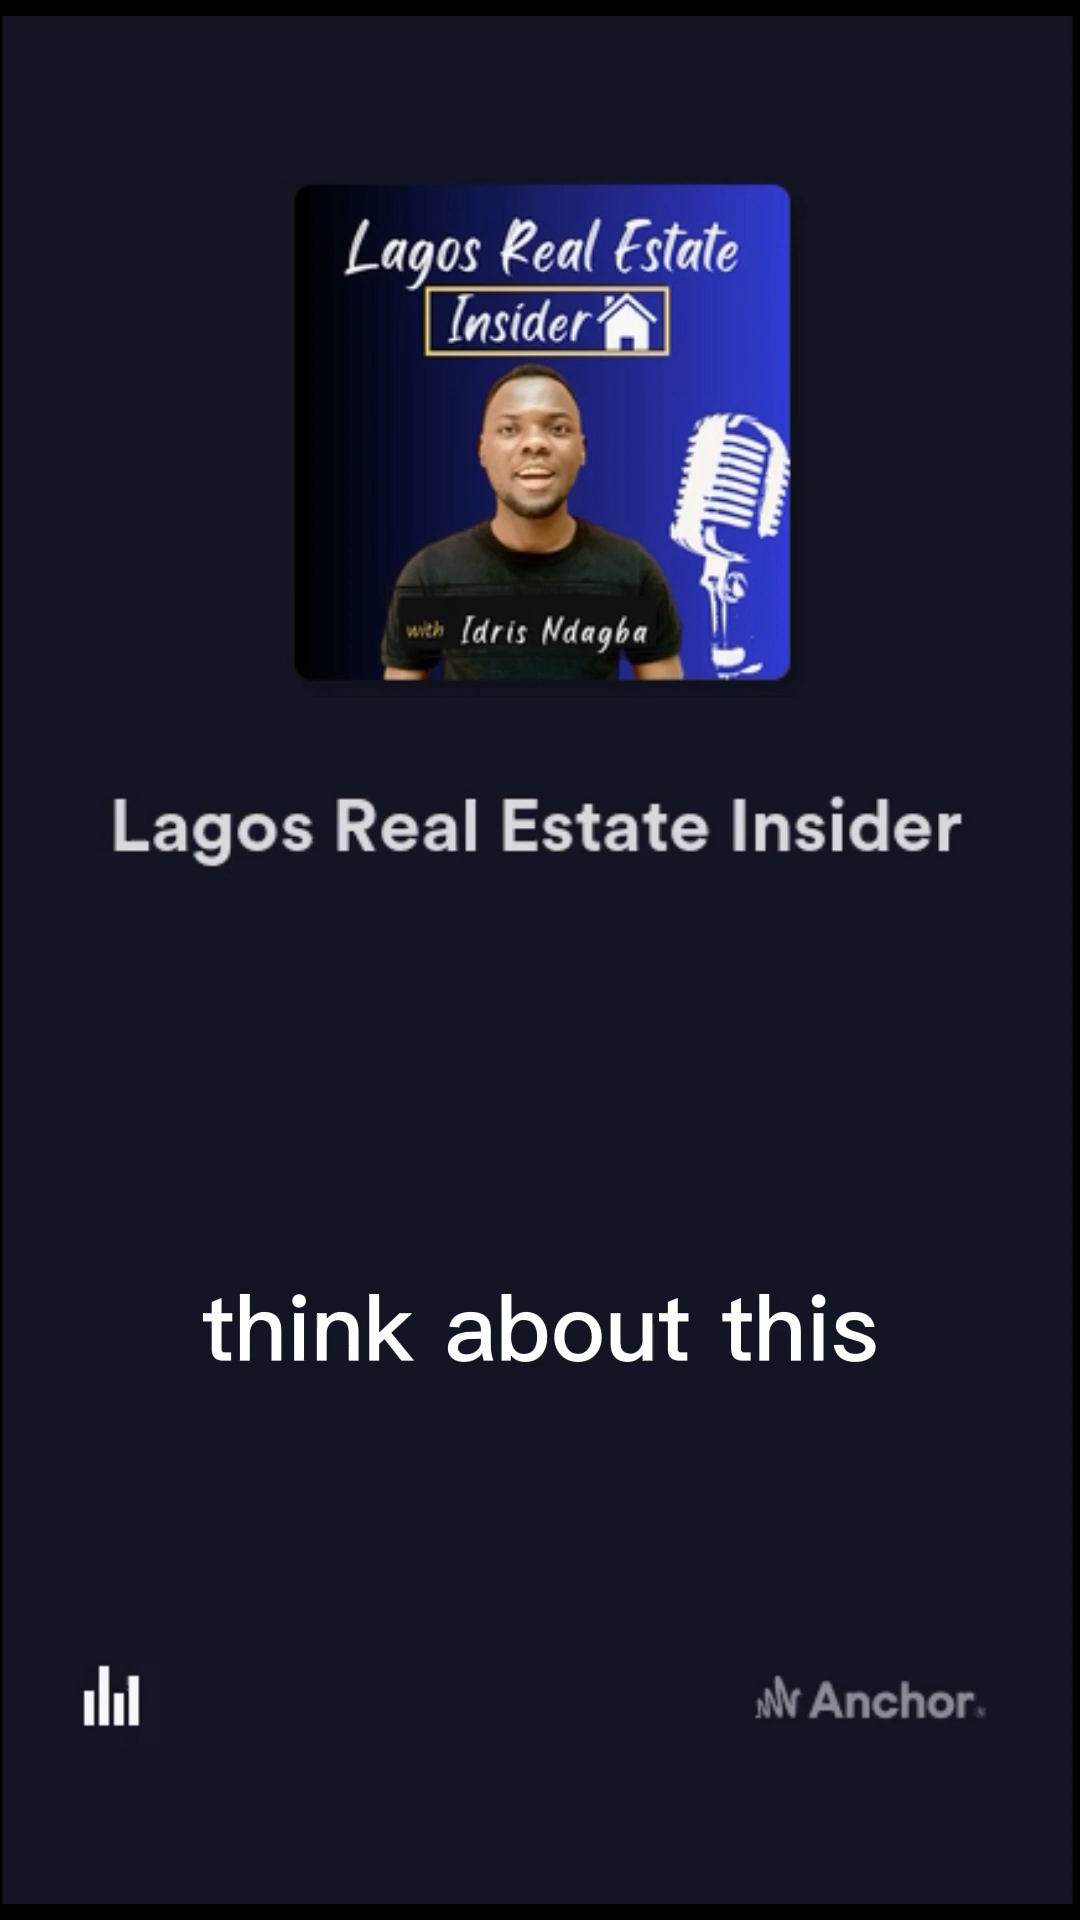 Lagos Real Estate
Insider
with Idris Ndagba
Lagos Real Estate Insider
think about this
Anchor